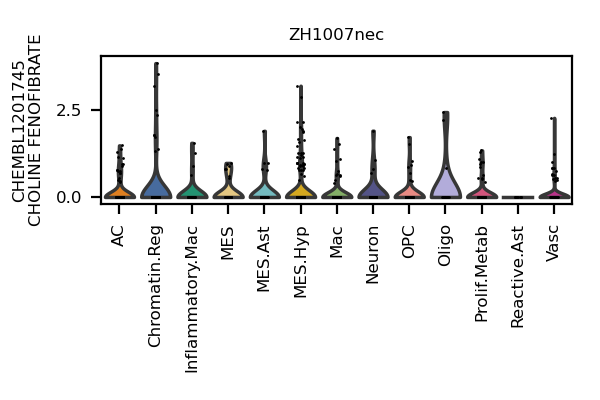 ZH1007nec
CHEMBL1201745
CHOLINE FENOFIBRATE
2.5
0.0
AC
Chromatin.Reg
Inflammatory.Mac
MES
MES.Ast
MES.Hyp
Mac
Neuron
OPC
Oligo
Prolif.Metab
Reactive.Ast
Vasc